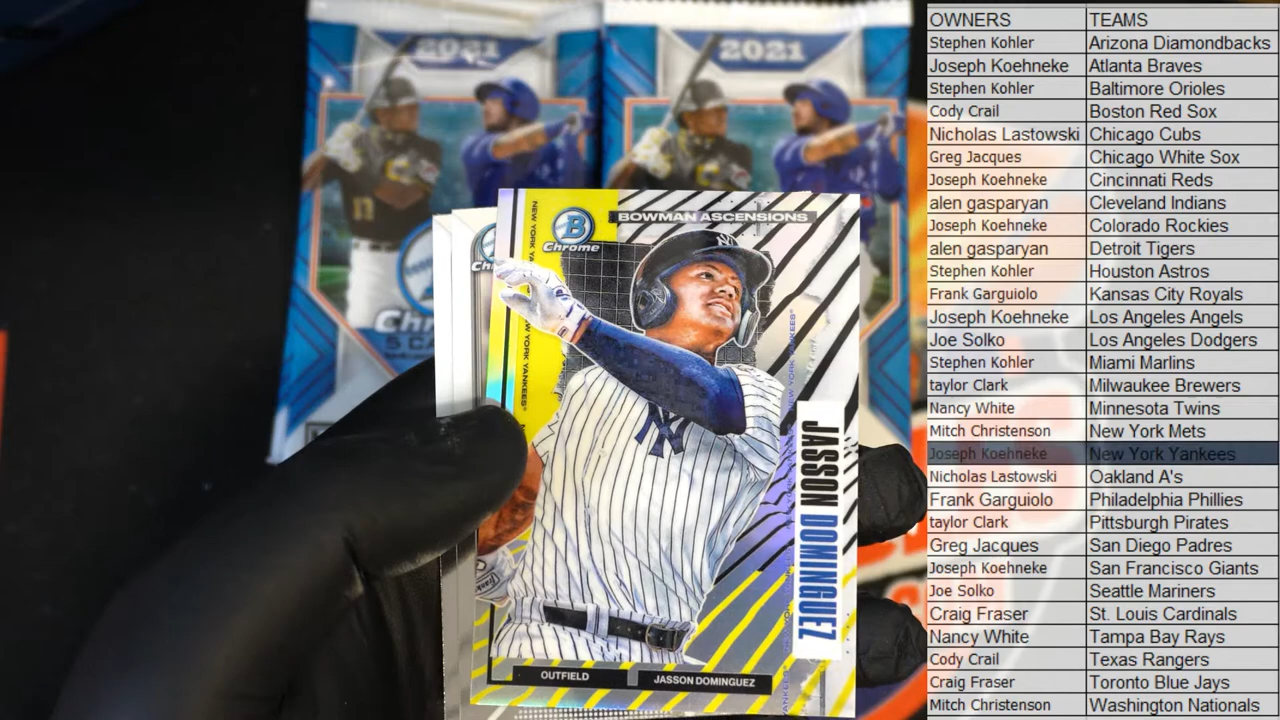 2021
2021
13
Chr
5 CA
BOWMAN ASCENSIONS
B
Chrome
NEW YORK YANKEES
JASSON DOMINGUEZ
OUTFIELD
JASSON DOMINGUEZ
OWNERS TEAMS
Stephen Kohler Arizona Diamondbacks
Joseph Koehneke Atlanta Braves
Stephen Kohler Baltimore Orioles
Cody Crail Boston Red Sox
Nicholas Lastowski Chicago Cubs
Greg Jacques Chicago White Sox
Joseph Koehneke Cincinnati Reds
alen gasparyan Cleveland Indians
Joseph Koehneke Colorado Rockies
alen gasparyan Detroit Tigers
Stephen Kohler Houston Astros
Frank Garguiolo Kansas City Royals
Joseph Koehneke Los Angeles Angels
Joe Solko Los Angeles Dodgers
Stephen Kohler Miami Marlins
taylor Clark Milwaukee Brewers
Nancy White Minnesota Twins
Mitch Christenson New York Mets
Joseph Koehneke New York Yankees
Nicholas Lastowski Oakland A's
Frank Garguiolo Philadelphia Phillies
taylor Clark Pittsburgh Pirates
Greg Jacques San Diego Padres
Joseph Koehneke San Francisco Giants
Joe Solko Seattle Mariners
Craig Fraser St. Louis Cardinals
Nancy White Tampa Bay Rays
Cody Crail Texas Rangers
Craig Fraser Toronto Blue Jays
Mitch Christenson Washington Nationals